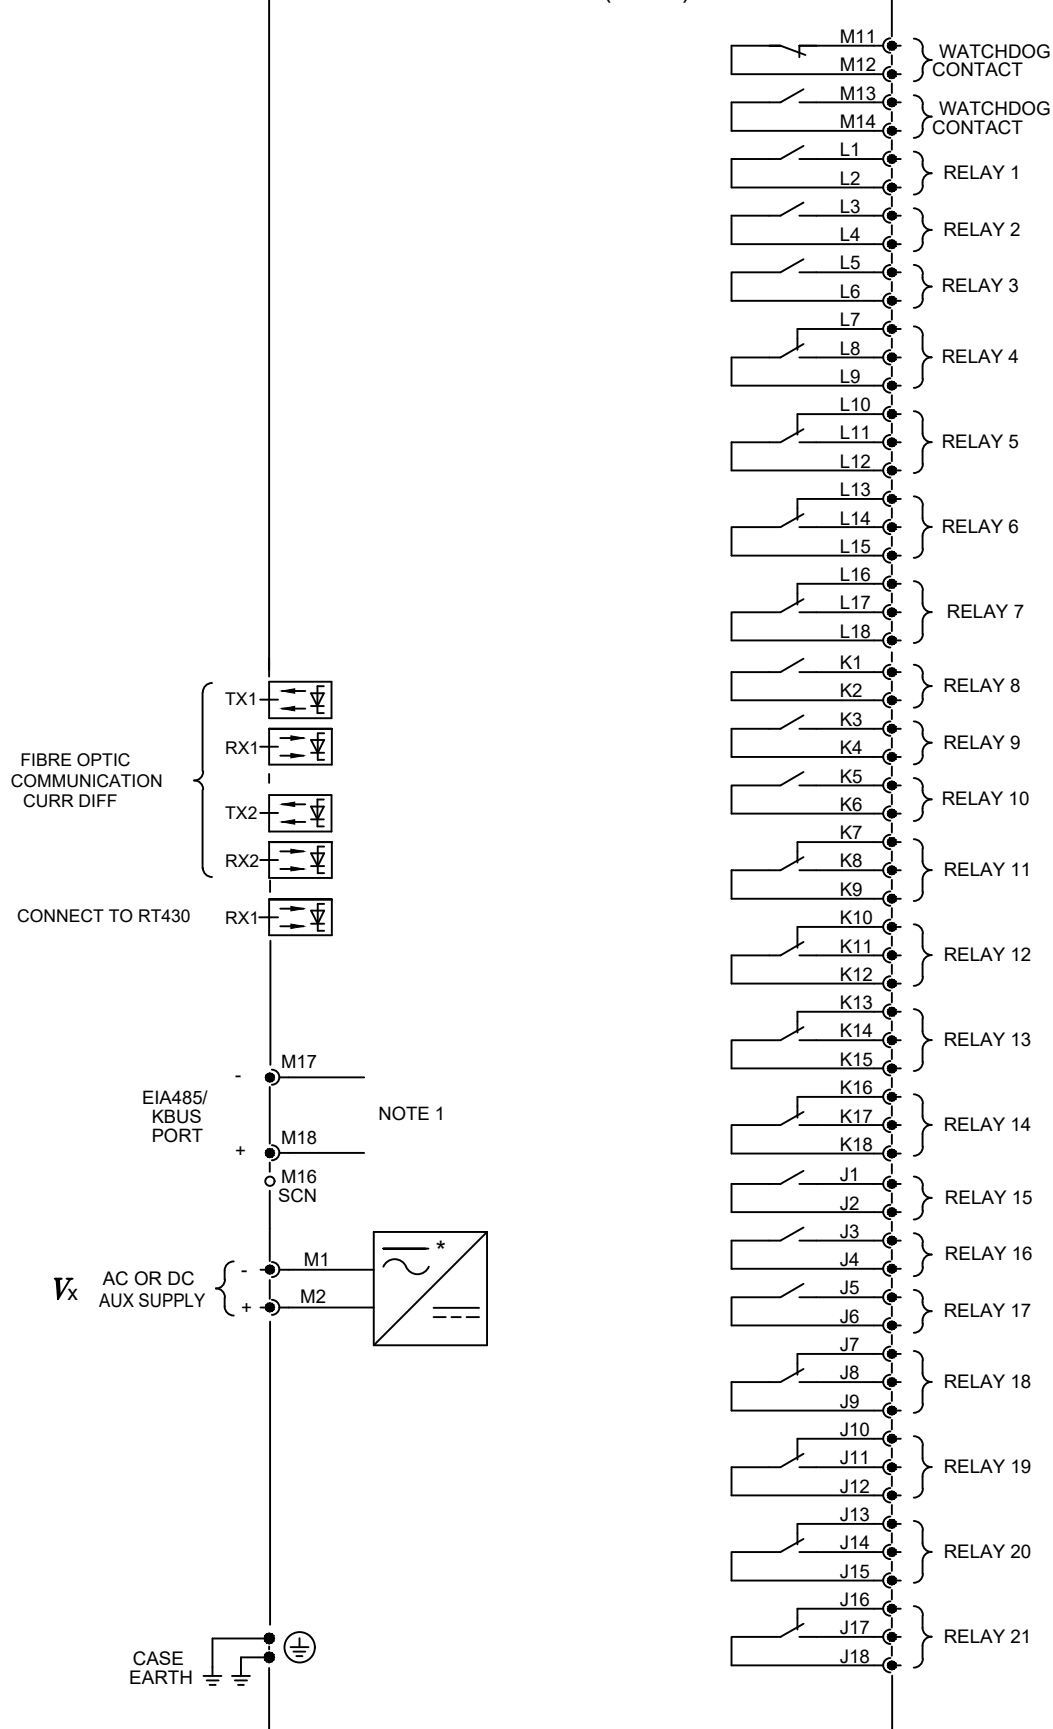 M11
M12
WATCHDOG
CONTACT
M13
M14
WATCHDOG
CONTACT
L1
L2
RELAY 1
L3
L4
RELAY 2
L5
L6
RELAY 3
L7
L8
L9
RELAY 4
L10
L11
L12
RELAY 5
L13
L14
L15
RELAY 6
L16
L17
L18
RELAY 7
K1
K2
RELAY 8
K3
K4
RELAY 9
K5
K6
RELAY 10
K7
K8
K9
RELAY 11
K10
K11
K12
RELAY 12
K13
K14
K15
RELAY 13
K16
K17
K18
RELAY 14
J1
J2
RELAY 15
J3
J4
RELAY 16
J5
J6
RELAY 17
J7
J8
J9
RELAY 18
J10
J11
J12
RELAY 19
J13
J14
J15
RELAY 20
J16
J17
J18
RELAY 21
FIBRE OPTIC
COMMUNICATION
CURR DIFF
TX1
RX1
TX2
RX2
CONNECT TO RT430
RX1
EIA485/
KBUS
PORT
-
M17
+
M18
NOTE 1
M16
SCN
Vx
AC OR DC
AUX SUPPLY
-
M1
+
M2
*
CASE
EARTH